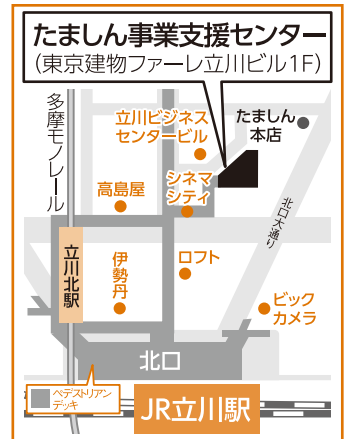 たましん事業支援センター
(東京建物ファーレ立川ビル1F)
多摩モノレール
立川ビジネス
センタービル
たましん
本店
シネマ
シティ
高島屋
北口大通り
立川北駅
伊勢丹
ロフト
ビック
カメラ
北口
ペデストリアン
デッキ
JR立川駅